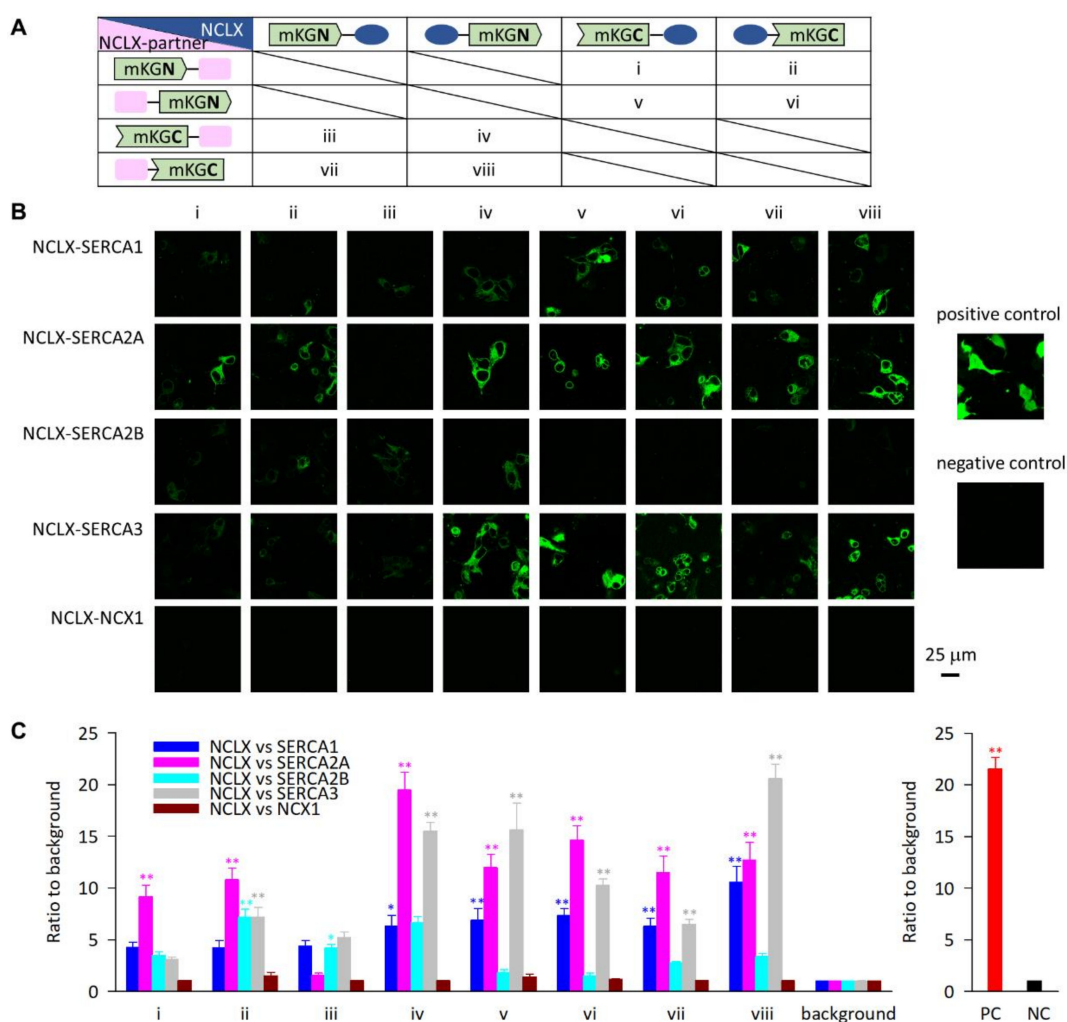 A
NCLX
NCLX-partner
mKGN
mKGN
mKGC
mKGC
mKGN
i
ii
mKGN
v
vi
mKGC
iii
iv
mKGC
vii
viii
B
i ii iii iv v vi vii viii
NCLX-SERCA1
NCLX-SERCA2A
NCLX-SERCA2B
NCLX-SERCA3
NCLX-NCX1
positive control
negative control
25 μm
C
Ratio to background
25
20
15
10
5
0
NCLX vs SERCA1
NCLX vs SERCA2A
NCLX vs SERCA2B
NCLX vs SERCA3
NCLX vs NCX1
** ** ** ** * * ** ** ** ** ** ** ** ** ** ** ** ** ** **
i ii iii iv v vi vii viii background
Ratio to background
25
20
15
10
5
0
**
PC NC